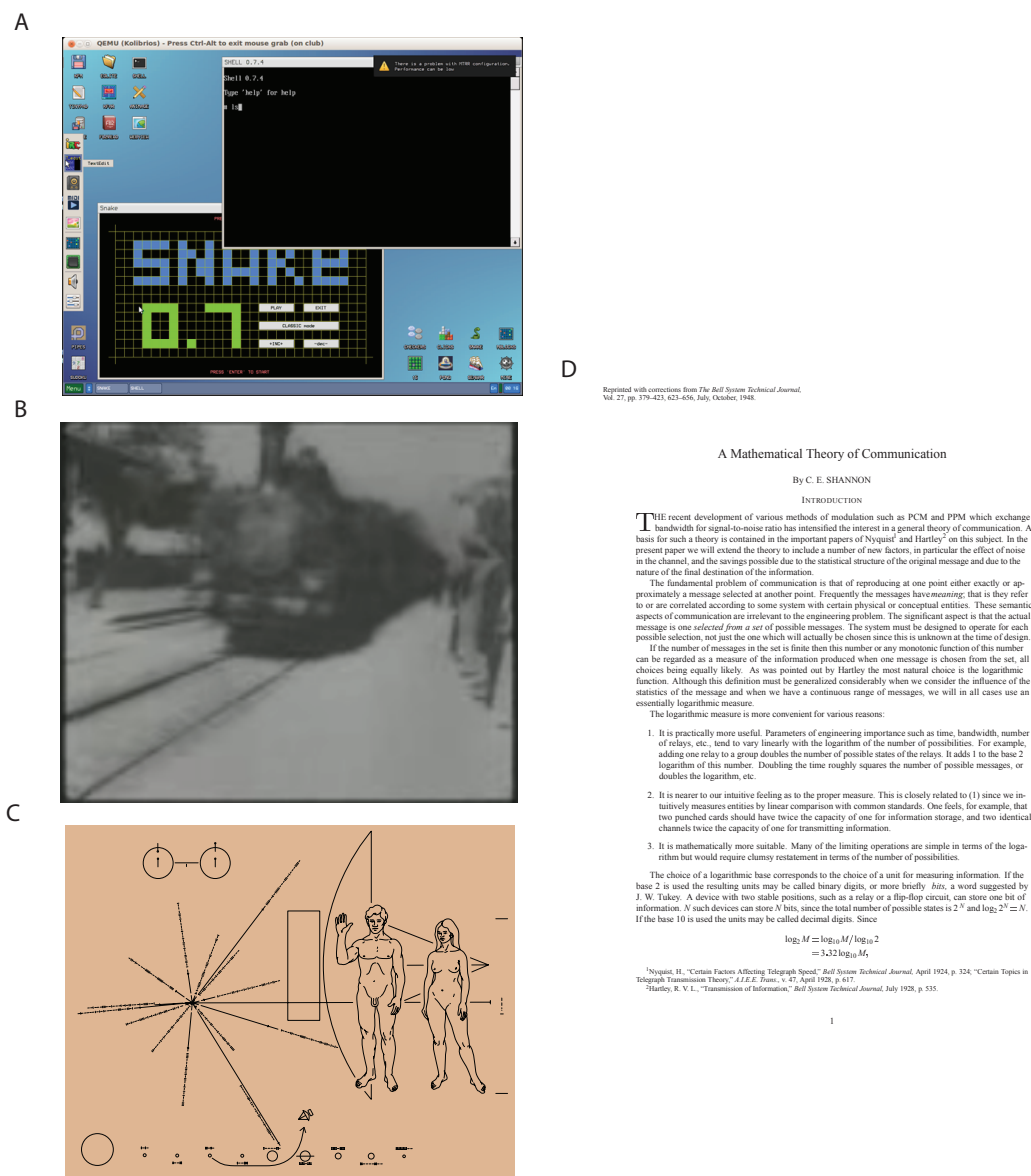 A
QEMU (Kolibrios) - Press Ctrl-Alt to exit mouse grab (on club)
SHELL 0.7.4
There is a problem with MTRR configuration.
Performance can be low
Shell 0.7.4
Type 'help' for help
# ls
SHELL
TextEdit
Snake
SNAKE
0.7
PLAY
EXIT
CLASSIC mode
+INC+
-dec-
PRESS 'ENTER' TO START
Menu
SNAKE
SHELL
B
C
D
Reprinted with corrections from The Bell System Technical Journal,
Vol. 27, pp. 379–423, 623–656, July, October, 1948.
A Mathematical Theory of Communication
By C. E. SHANNON
INTRODUCTION
THE recent development of various methods of modulation such as PCM and PPM which exchange
bandwidth for signal-to-noise ratio has intensified the interest in a general theory of communication. A
basis for such a theory is contained in the important papers of Nyquist1 and Hartley2 on this subject. In the
present paper we will extend the theory to include a number of new factors, in particular the effect of noise
in the channel, and the savings possible due to the statistical structure of the original message and due to the
nature of the final destination of the information.
The fundamental problem of communication is that of reproducing at one point either exactly or ap-
proximately a message selected at another point. Frequently the messages have meaning; that is they refer
to or are correlated according to some system with certain physical or conceptual entities. These semantic
aspects of communication are irrelevant to the engineering problem. The significant aspect is that the actual
message is one selected from a set of possible messages. The system must be designed to operate for each
possible selection, not just the one which will actually be chosen since this is unknown at the time of design.
If the number of messages in the set is finite then this number or any monotonic function of this number
can be regarded as a measure of the information produced when one message is chosen from the set, all
choices being equally likely. As was pointed out by Hartley the most natural choice is the logarithmic
function. Although this definition must be generalized considerably when we consider the influence of the
statistics of the message and when we have a continuous range of messages, we will in all cases use an
essentially logarithmic measure.
The logarithmic measure is more convenient for various reasons:
1. It is practically more useful. Parameters of engineering importance such as time, bandwidth, number
of relays, etc., tend to vary linearly with the logarithm of the number of possibilities. For example,
adding one relay to a group doubles the number of possible states of the relays. It adds 1 to the base 2
logarithm of this number. Doubling the time roughly squares the number of possible messages, or
doubles the logarithm, etc.
2. It is nearer to our intuitive feeling as to the proper measure. This is closely related to (1) since we in-
tuitively measures entities by linear comparison with common standards. One feels, for example, that
two punched cards should have twice the capacity of one for information storage, and two identical
channels twice the capacity of one for transmitting information.
3. It is mathematically more suitable. Many of the limiting operations are simple in terms of the loga-
rithm but would require clumsy restatement in terms of the number of possibilities.
The choice of a logarithmic base corresponds to the choice of a unit for measuring information. If the
base 2 is used the resulting units may be called binary digits, or more briefly bits, a word suggested by
J. W. Tukey. A device with two stable positions, such as a relay or a flip-flop circuit, can store one bit of
information. N such devices can store N bits, since the total number of possible states is 2^N and log₂ 2^N = N.
If the base 10 is used the units may be called decimal digits. Since
log₂ M = log₁₀ M/log₁₀ 2
= 3.32 log₁₀ M,
1Nyquist, H., “Certain Factors Affecting Telegraph Speed,” Bell System Technical Journal, April 1924, p. 324; “Certain Topics in
Telegraph Transmission Theory,” A.I.E.E. Trans., v. 47, April 1928, p. 617.
2Hartley, R. V. L., “Transmission of Information,” Bell System Technical Journal, July 1928, p. 535.
1